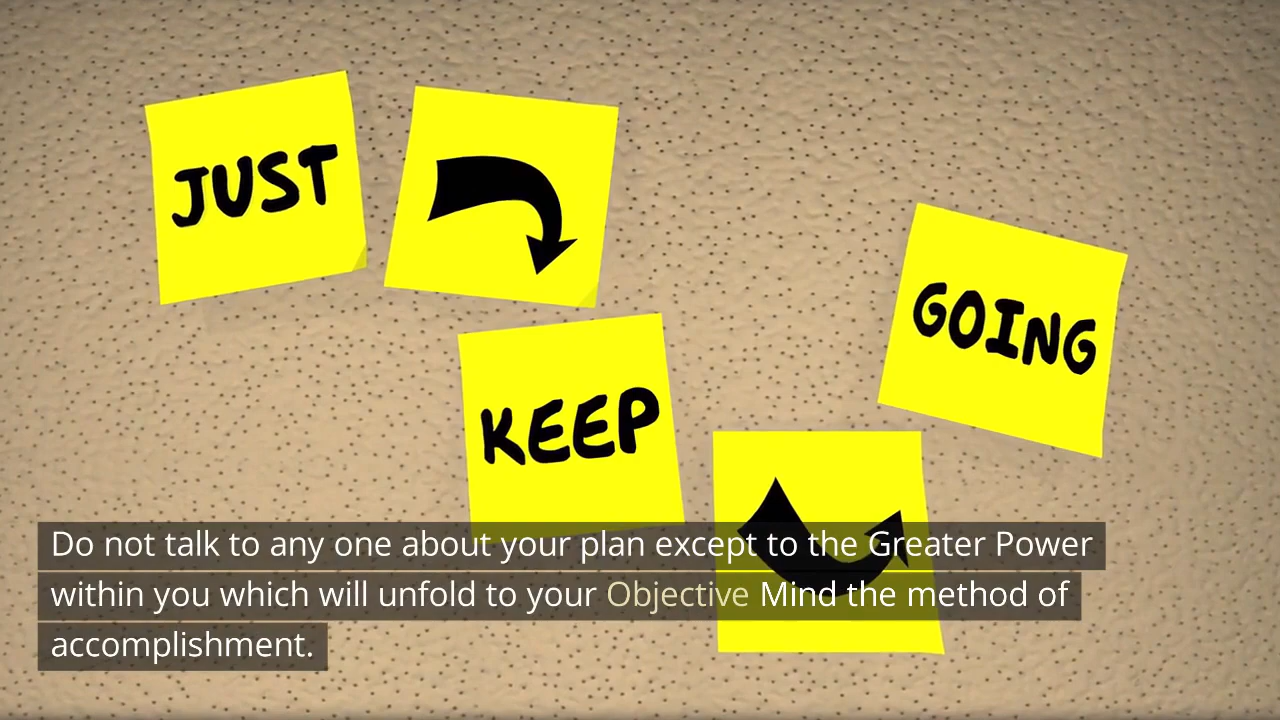 JUST
KEEP
GOING
Do not talk to any one about your plan except to the Greater Power
within you which will unfold to your Objective Mind the method of
accomplishment.